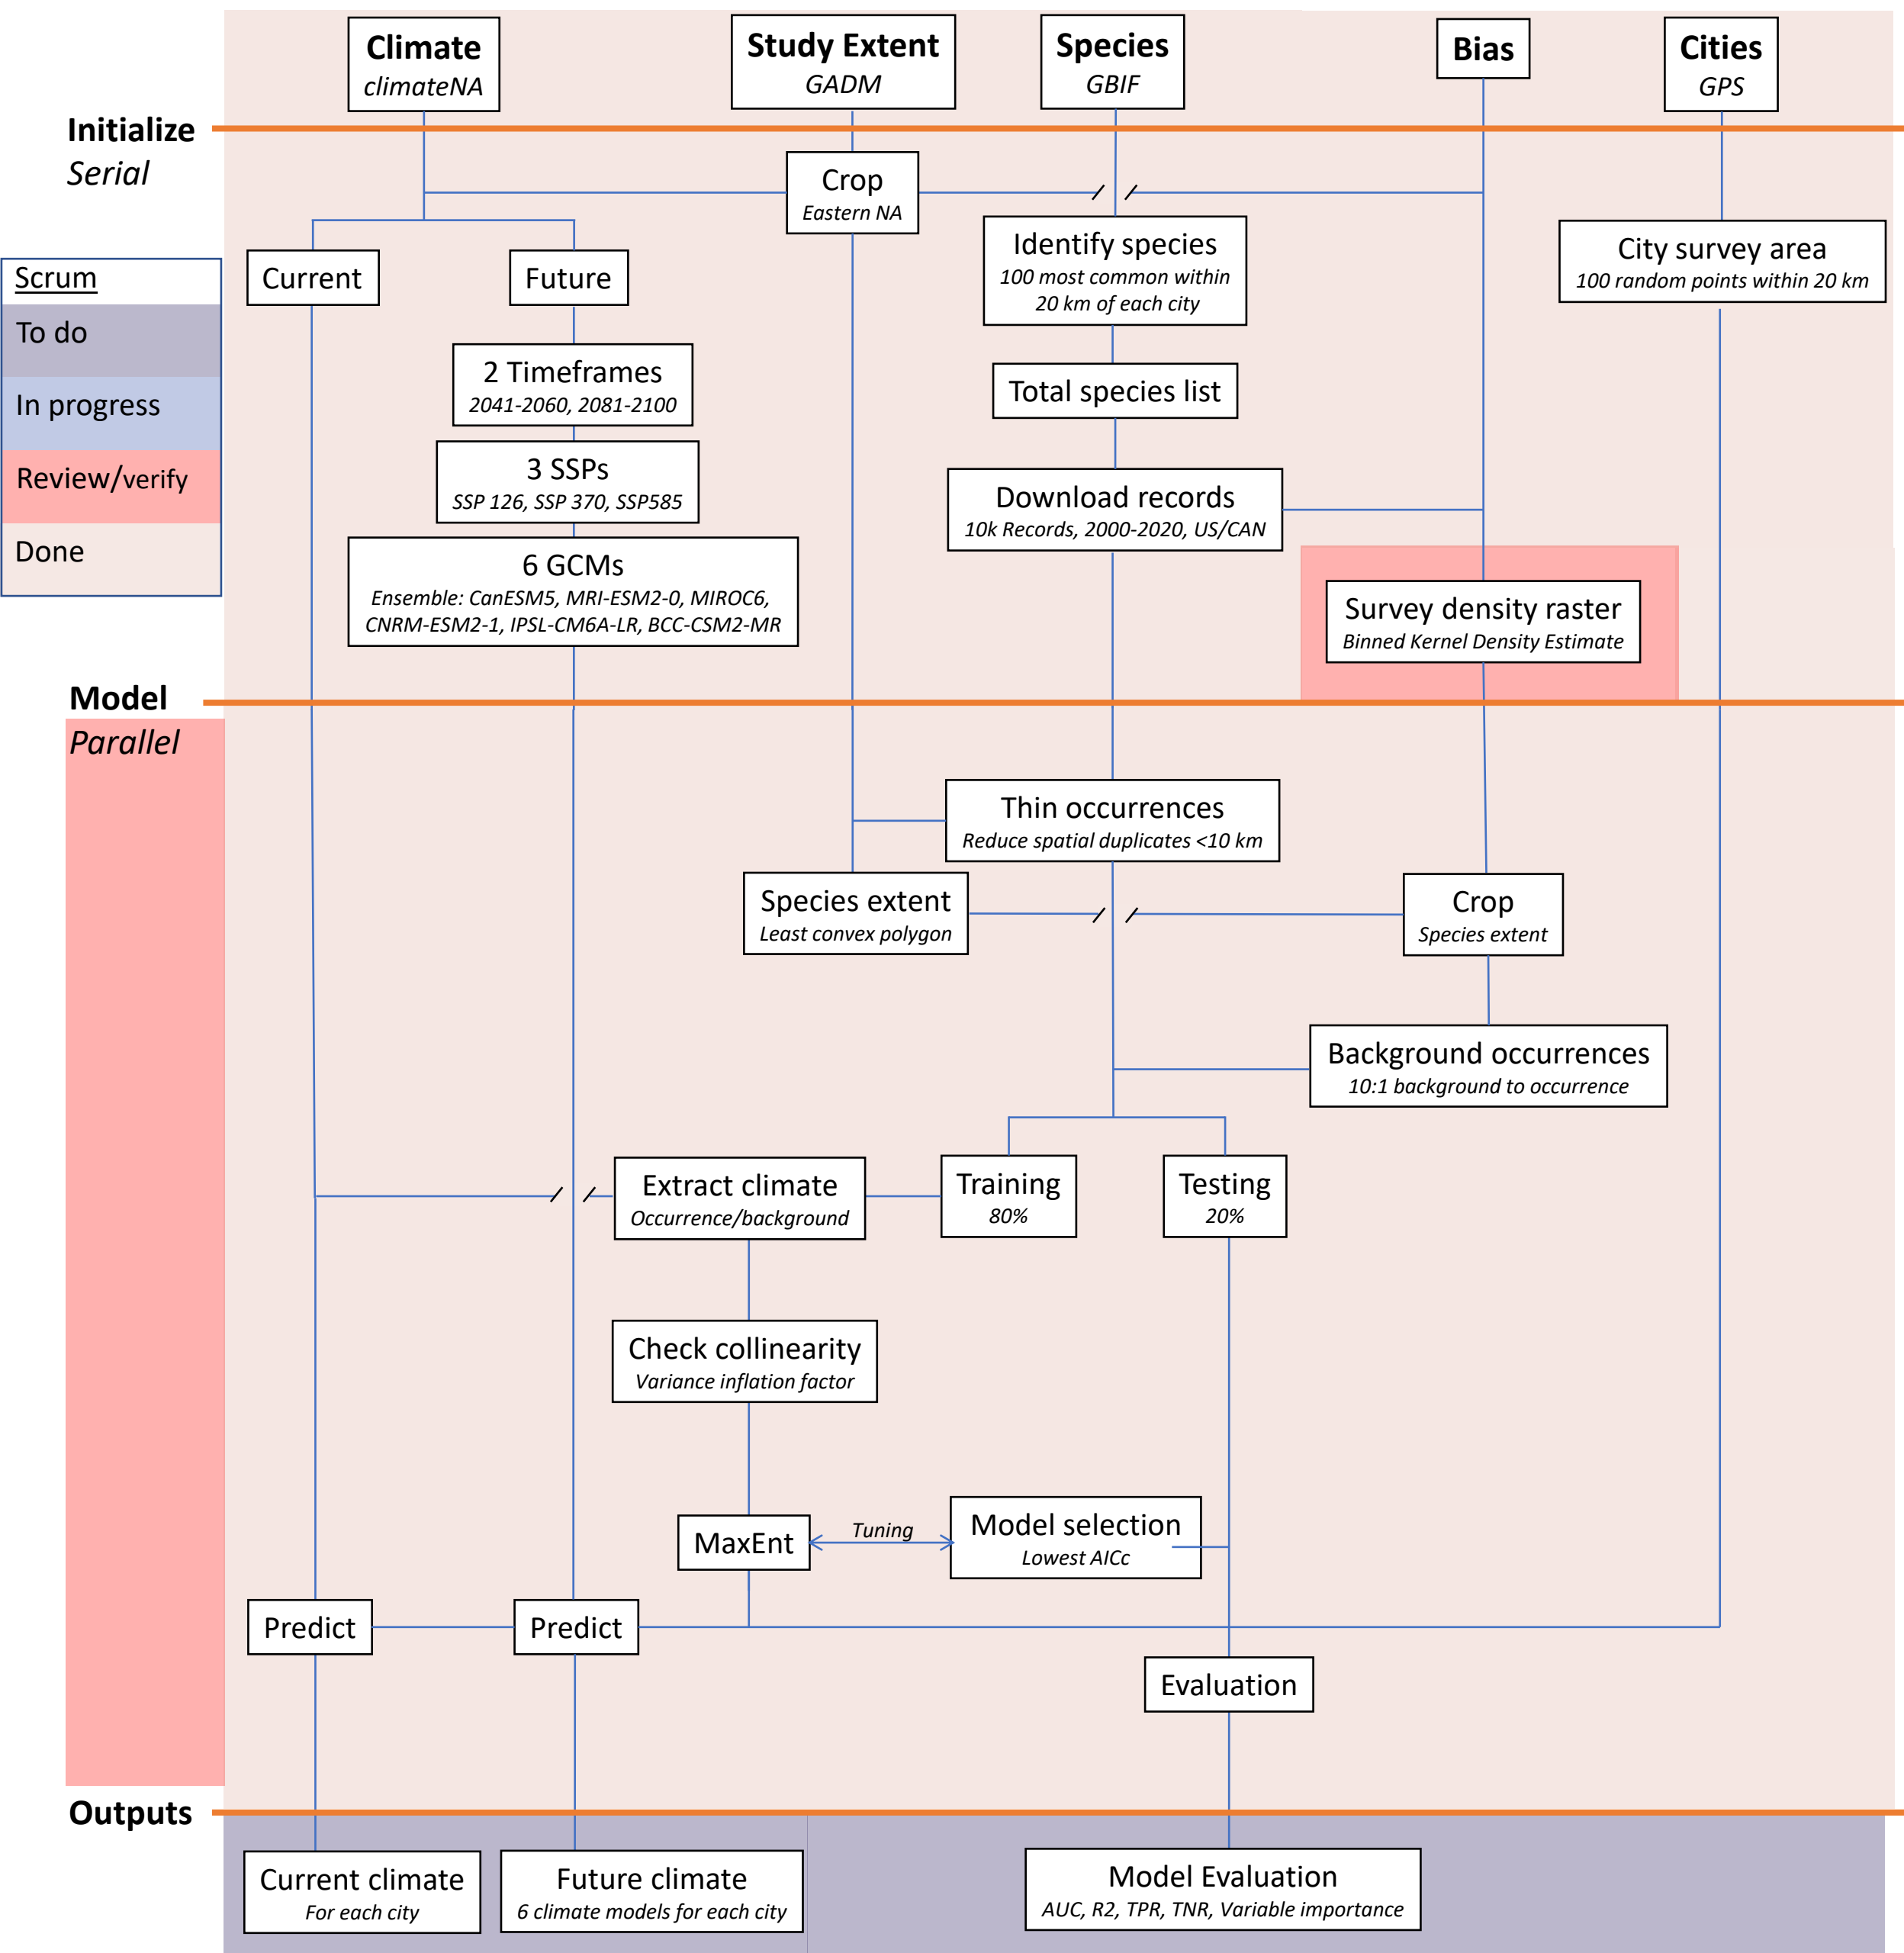 Climate
climateNA
Study Extent
GADM
Species
GBIF
Bias
Cities
GPS
Initialize
Serial
Crop
Eastern NA
Current
Future
Identify species
100 most common within
20 km of each city
City survey area
100 random points within 20 km
Scrum
To do
In progress
Review/verify
Done
2 Timeframes
2041-2060, 2081-2100
3 SSPs
SSP 126, SSP 370, SSP585
6 GCMs
Ensemble: CanESM5, MRI-ESM2-0, MIROC6,
CNRM-ESM2-1, IPSL-CM6A-LR, BCC-CSM2-MR
Total species list
Download records
10k Records, 2000-2020, US/CAN
Survey density raster
Binned Kernel Density Estimate
Model
Parallel
Thin occurrences
Reduce spatial duplicates <10 km
Species extent
Least convex polygon
Crop
Species extent
Background occurrences
10:1 background to occurrence
Extract climate
Occurrence/background
Training
80%
Testing
20%
Check collinearity
Variance inflation factor
MaxEnt
Tuning
Model selection
Lowest AICc
Predict
Predict
Evaluation
Outputs
Current climate
For each city
Future climate
6 climate models for each city
Model Evaluation
AUC, R2, TPR, TNR, Variable importance